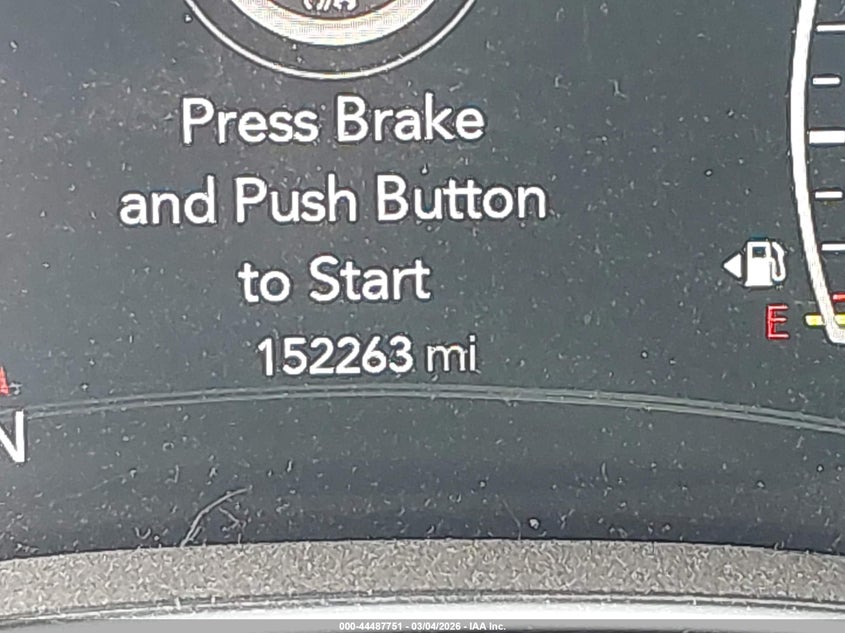 Press Brake
and Push Button
to Start
E
152263 mi
N
000-44487751 - 03/04/2026 - IAA Inc.